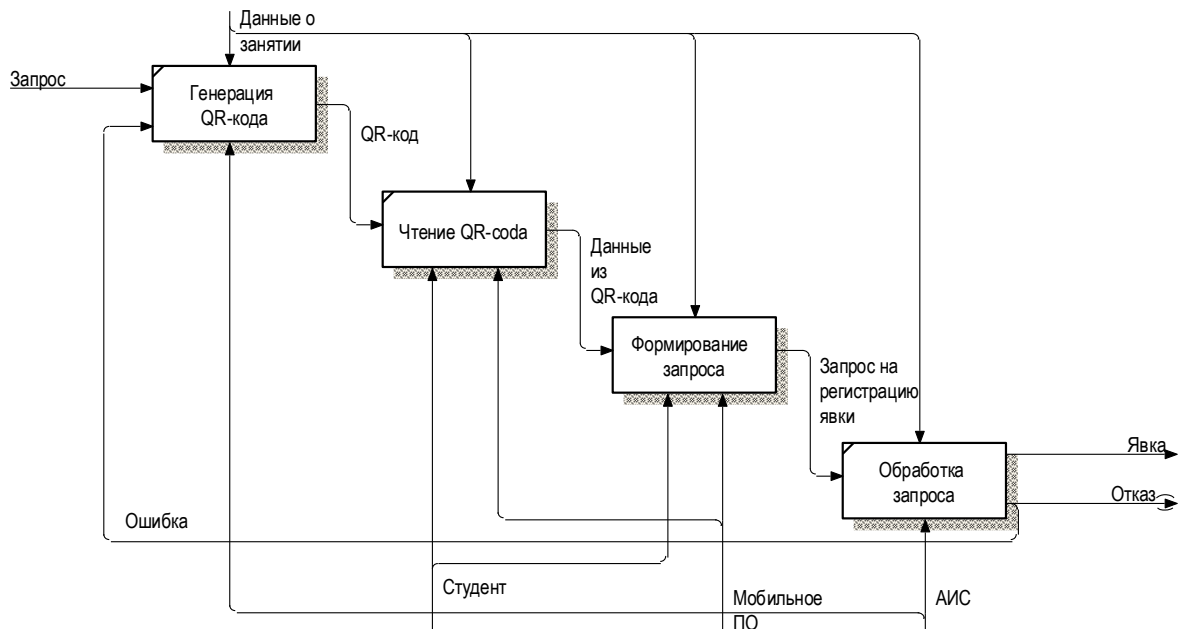 Данные о
занятии
Запрос
Генерация
QR-кода
QR-код
Чтение QR-coda
Данные
из
QR-кода
Формирование
запроса
Запрос на
регистрацию
явки
Обработка
запроса
Явка
Отказ
Ошибка
Студент
Мобильное
ПО
АИС